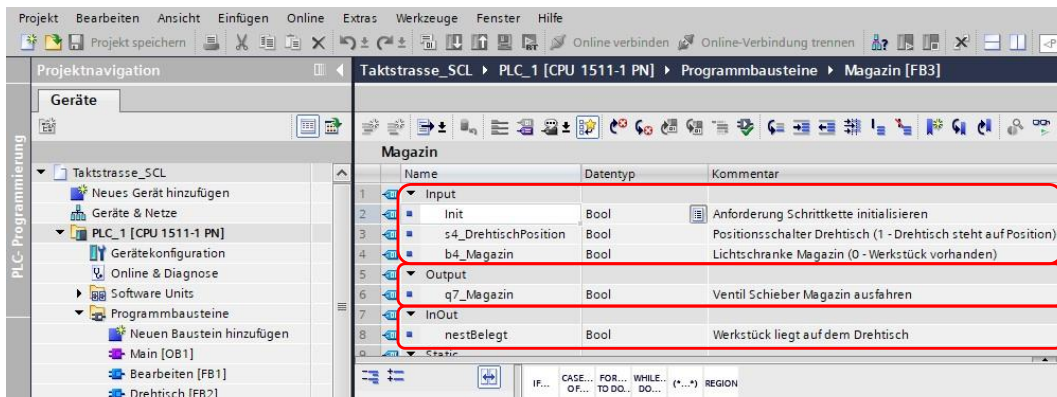 Projekt Bearbeiten Ansicht Einfügen Online Extras Werkzeuge Fenster Hilfe
Projekt speichern Online verbinden Online-Verbindung trennen
Projektnavigation
Taktstrasse_SCL ▸ PLC_1 [CPU 1511-1 PN] ▸ Programmbausteine ▸ Magazin [FB3]
Geräte
PLC-Programmierung
Magazin
Name Datentyp Kommentar
1 Input
2 Init Bool Anforderung Schrittkette initialisieren
3 s4_DrehtischPosition Bool Positionsschalter Drehtisch (1 - Drehtisch steht auf Position)
4 b4_Magazin Bool Lichtschranke Magazin (0 - Werkstück vorhanden)
5 Output
6 q7_Magazin Bool Ventil Schieber Magazin ausfahren
7 InOut
8 nestBelegt Bool Werkstück liegt auf dem Drehtisch
9 Static
IF... CASE... OF... FOR... TO DO.. WHILE.. DO... (*...*) REGION
Taktstrasse_SCL
Neues Gerät hinzufügen
Geräte & Netze
PLC_1 [CPU 1511-1 PN]
Gerätekonfiguration
Online & Diagnose
Software Units
Programmbausteine
Neuen Baustein hinzufügen
Main [OB1]
Bearbeiten [FB1]
Drehtisch [FB2]